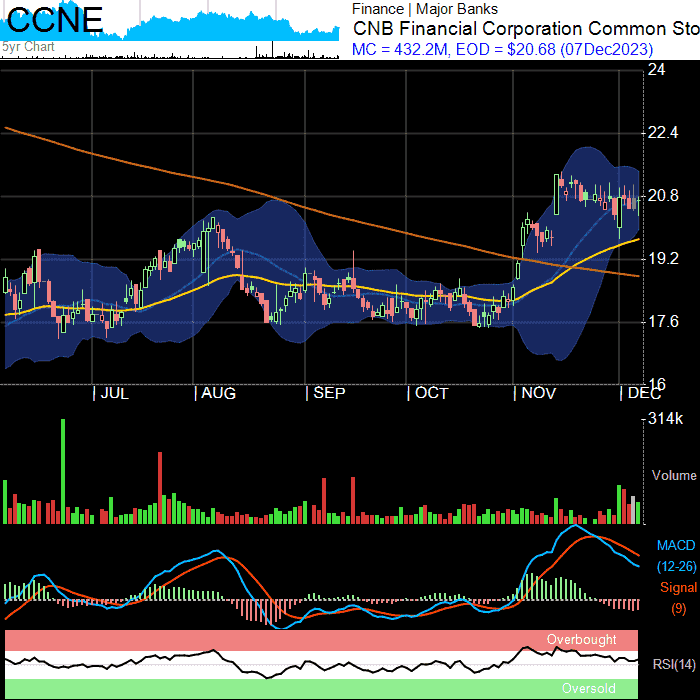 CCNE
5yr Chart
Finance | Major Banks
CNB Financial Corporation Common Sto
MC = 432.2M, EOD = $20.68 (07Dec2023)
24
22.4
20.8
19.2
17.6
16
| JUL | AUG | SEP | OCT | NOV | DEC
314k
Volume
MACD
(12-26)
Signal
(9)
Overbought
RSI(14)
Oversold